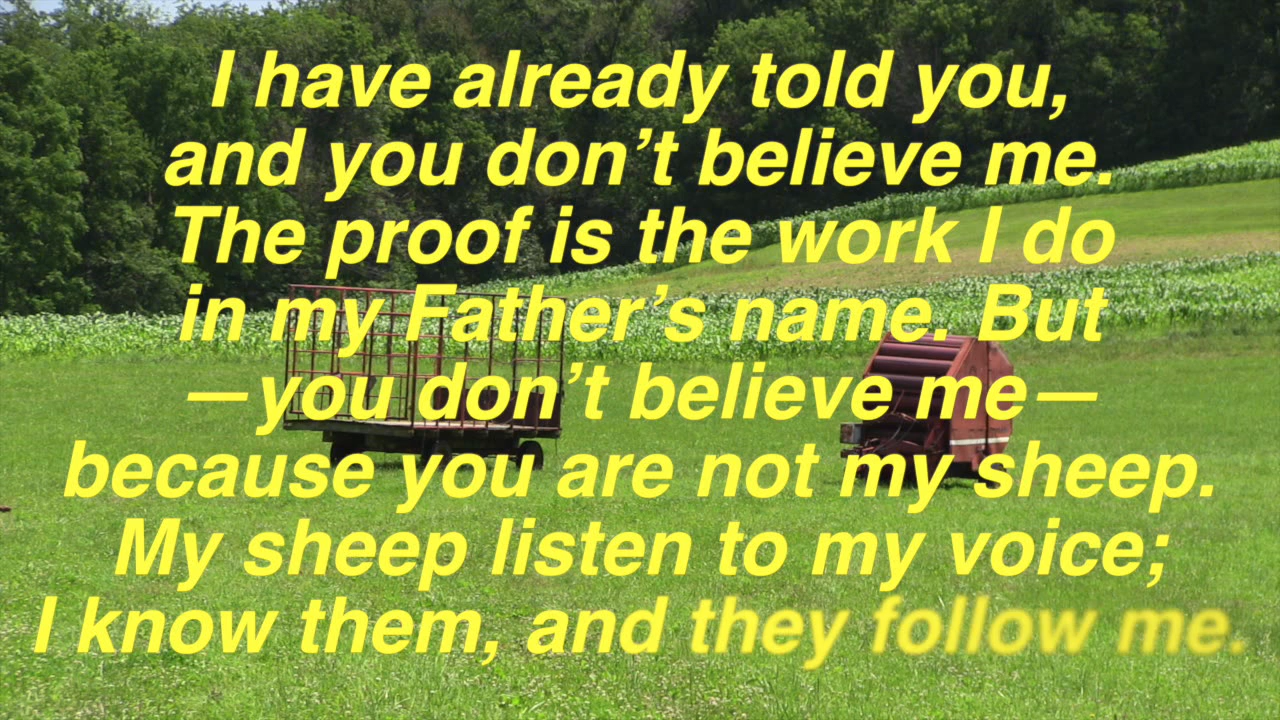 I have already told you,
and you don’t believe me.
The proof is the work I do
in my Father’s name. But
—you don’t believe me—
because you are not my sheep.
My sheep listen to my voice;
I know them, and they follow me.